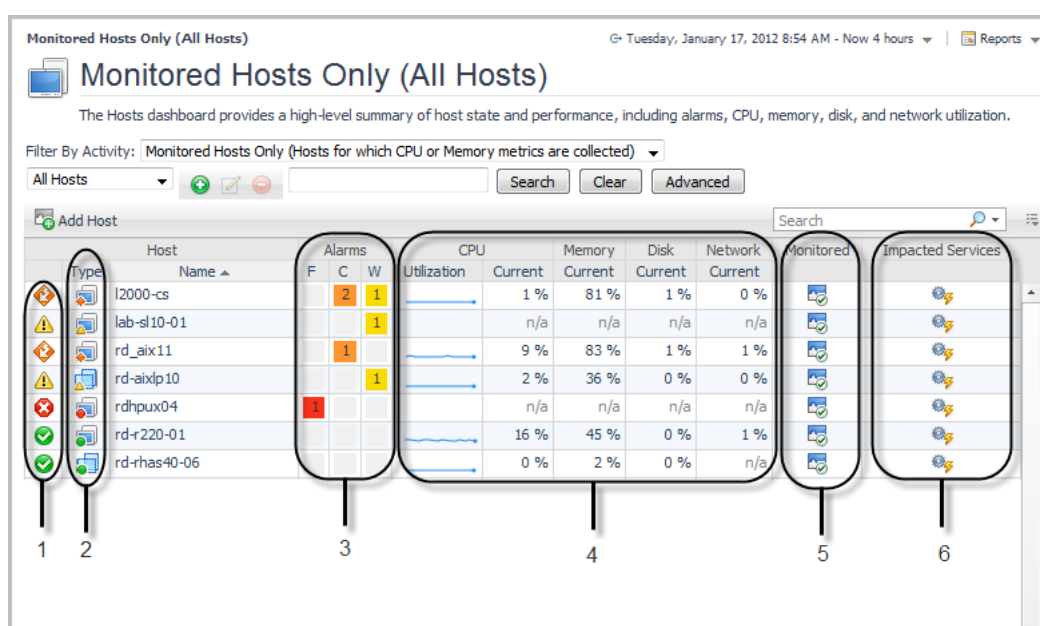 Monitored Hosts Only (All Hosts) Tuesday, January 17, 2012 8:54 AM - Now 4 hours Reports
Monitored Hosts Only (All Hosts)
The Hosts dashboard provides a high-level summary of host state and performance, including alarms, CPU, memory, disk, and network utilization.
Filter By Activity: Monitored Hosts Only (Hosts for which CPU or Memory metrics are collected)
All Hosts Search Clear Advanced
Add Host Search
Host Alarms CPU Memory Disk Network Monitored Impacted Services
Type Name F C W Utilization Current Current Current Current
l2000-cs 2 1 1 % 81 % 1 % 0 %
lab-sl10-01 1 n/a n/a n/a n/a
rd_aix11 1 9 % 83 % 1 % 1 %
rd-aixlp10 1 2 % 36 % 0 % 0 %
rdhpux04 1 n/a n/a n/a n/a
rd-r220-01 16 % 45 % 0 % 1 %
rd-rhas40-06 0 % 2 % 0 % n/a
1 2 3 4 5 6